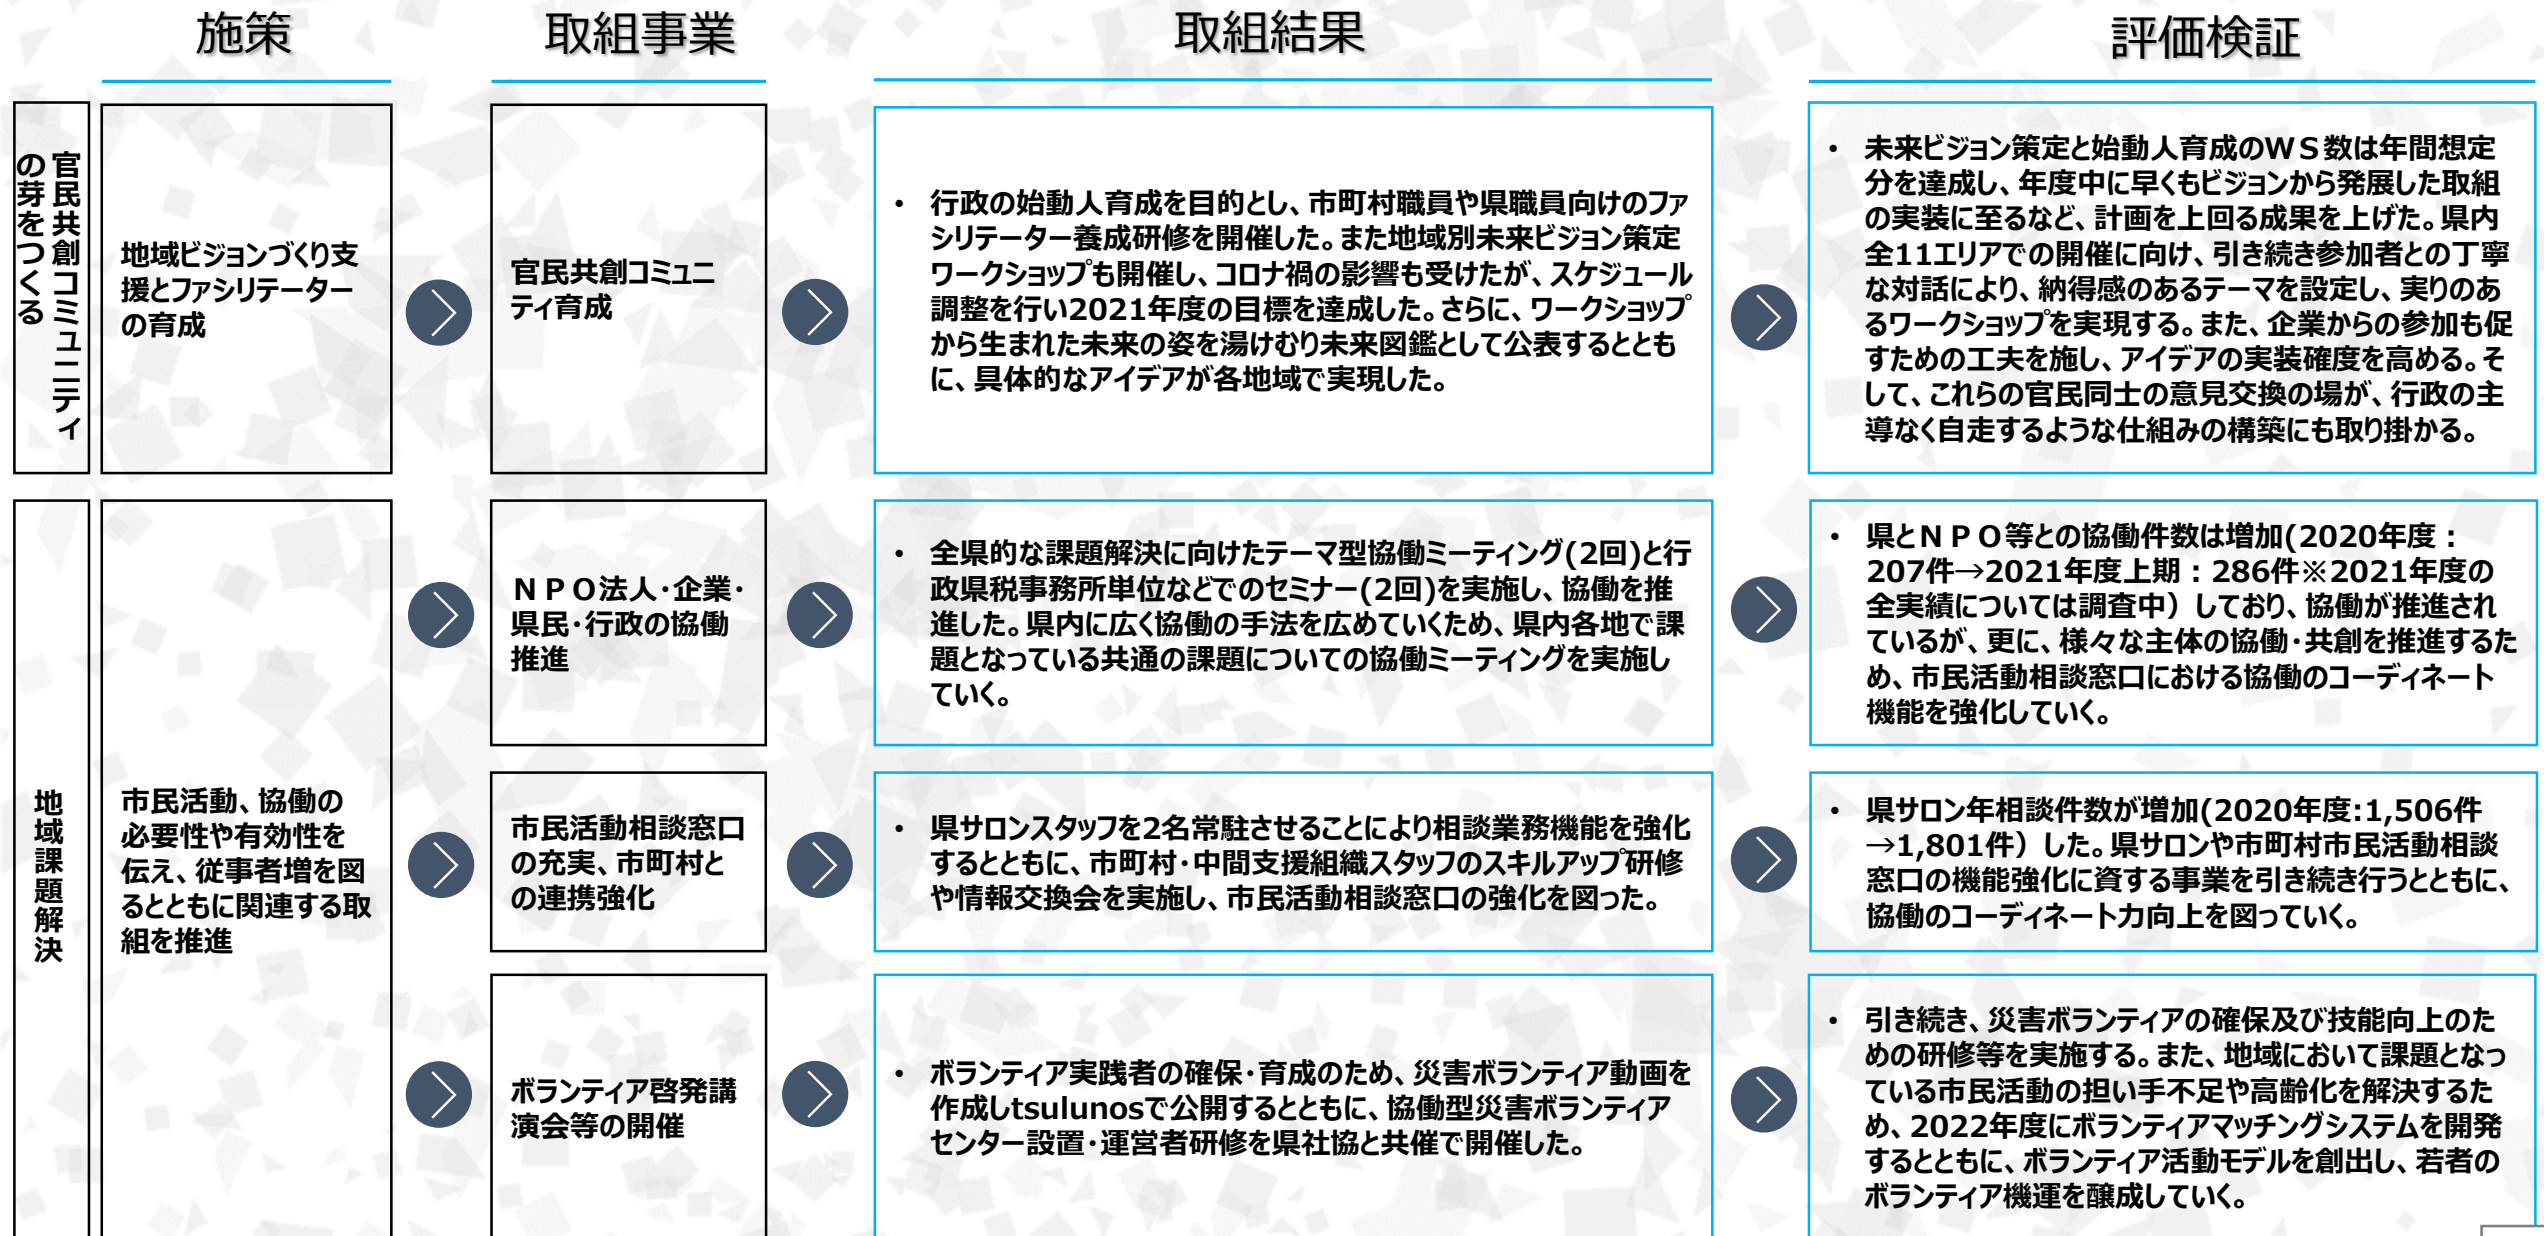 施策
取組事業
取組結果
評価検証
官民共創コミュニティ
の芽をつくる
地域ビジョンづくり支
援とファシリテーター
の育成
官民共創コミュニ
ティ育成
• 行政の始動人育成を目的とし、市町村職員や県職員向けのファ
シリテーター養成研修を開催した。また地域別未来ビジョン策定
ワークショップも開催し、コロナ禍の影響も受けたが、スケジュール
調整を行い2021年度の目標を達成した。さらに、ワークショップ
から生まれた未来の姿を湯けむり未来図鑑として公表するととも
に、具体的なアイデアが各地域で実現した。
• 未来ビジョン策定と始動人育成のWS数は年間想定
分を達成し、年度中に早くもビジョンから発展した取組
の実装に至るなど、計画を上回る成果を上げた。県内
全11エリアでの開催に向け、引き続き参加者との丁寧
な対話により、納得感のあるテーマを設定し、実りのあ
るワークショップを実現する。また、企業からの参加も促
すための工夫を施し、アイデアの実装確度を高める。そ
して、これらの官民同士の意見交換の場が、行政の主
導なく自走するような仕組みの構築にも取り掛かる。
地域課題解決
市民活動、協働の
必要性や有効性を
伝え、従事者増を図
るとともに関連する取
組を推進
NPO法人・企業・
県民・行政の協働
推進
• 全県的な課題解決に向けたテーマ型協働ミーティング(2回)と行
政県税事務所単位などでのセミナー(2回)を実施し、協働を推
進した。県内に広く協働の手法を広めていくため、県内各地で課
題となっている共通の課題についての協働ミーティングを実施し
ていく。
• 県とNPO等との協働件数は増加(2020年度：
207件→2021年度上期：286件※2021年度の
全実績については調査中）しており、協働が推進され
ているが、更に、様々な主体の協働・共創を推進するた
め、市民活動相談窓口における協働のコーディネート
機能を強化していく。
市民活動相談窓口
の充実、市町村と
の連携強化
• 県サロンスタッフを2名常駐させることにより相談業務機能を強化
するとともに、市町村・中間支援組織スタッフのスキルアップ研修
や情報交換会を実施し、市民活動相談窓口の強化を図った。
• 県サロン年相談件数が増加(2020年度:1,506件
→1,801件）した。県サロンや市町村市民活動相談
窓口の機能強化に資する事業を引き続き行うとともに、
協働のコーディネート力向上を図っていく。
ボランティア啓発講
演会等の開催
• ボランティア実践者の確保・育成のため、災害ボランティア動画を
作成しtsulunosで公開するとともに、協働型災害ボランティア
センター設置・運営者研修を県社協と共催で開催した。
• 引き続き、災害ボランティアの確保及び技能向上のた
めの研修等を実施する。また、地域において課題となっ
ている市民活動の担い手不足や高齢化を解決するた
め、2022年度にボランティアマッチングシステムを開発
するとともに、ボランティア活動モデルを創出し、若者の
ボランティア機運を醸成していく。